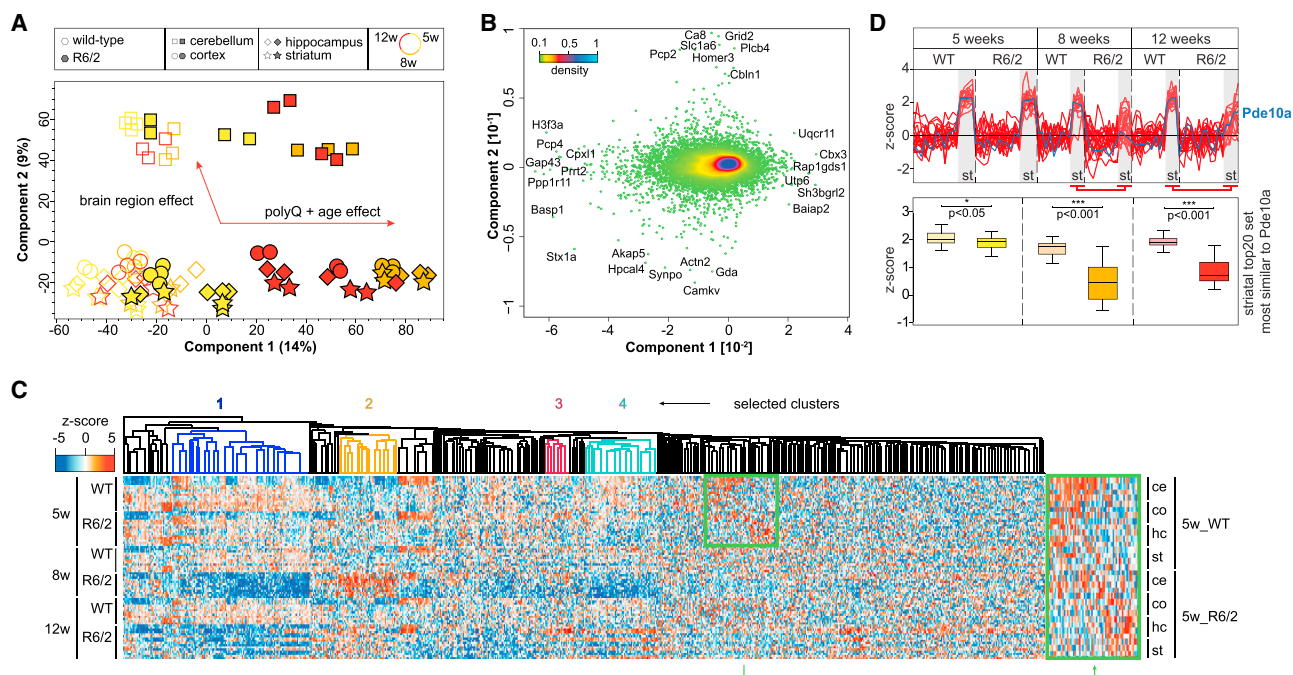 A
wild-type
R6/2
cerebellum
cortex
hippocampus
striatum
12w
5w
8w
Component 2 (9%)
60
40
20
0
-20
brain region effect
polyQ + age effect
-60
-40
-20
0
20
40
60
80
Component 1 (14%)
B
1
0.5
0
-0.5
-1
Component 2 [10⁻¹]
0.1
0.5
1
density
Ca8
Grid2
Slc1a6
Plcb4
Pcp2
Homer3
Cbln1
H3f3a
Pcp4
Cpxl1
Gap43
Prrt2
Ppp1r11
Basp1
Stx1a
Uqcr11
Cbx3
Rap1gds1
Utp6
Sh3bgrl2
Baiap2
Akap5
Actn2
Hpcal4
Synpo
Gda
Camkv
-6
-4
-2
0
2
4
Component 1 [10⁻²]
D
5 weeks
8 weeks
12 weeks
WT
R6/2
WT
R6/2
WT
R6/2
z-score
4
2
0
-2
Pde10a
st
st
st
st
st
st
z-score
3
2
1
0
-1
*
p<0.05
***
p<0.001
***
p<0.001
striatal top20 set
most similar to Pde10a
C
1
2
3
4
selected clusters
z-score
-5
0
5
5w
WT
R6/2
8w
WT
R6/2
12w
WT
R6/2
ce
co
hc
st
5w_WT
ce
co
hc
st
5w_R6/2